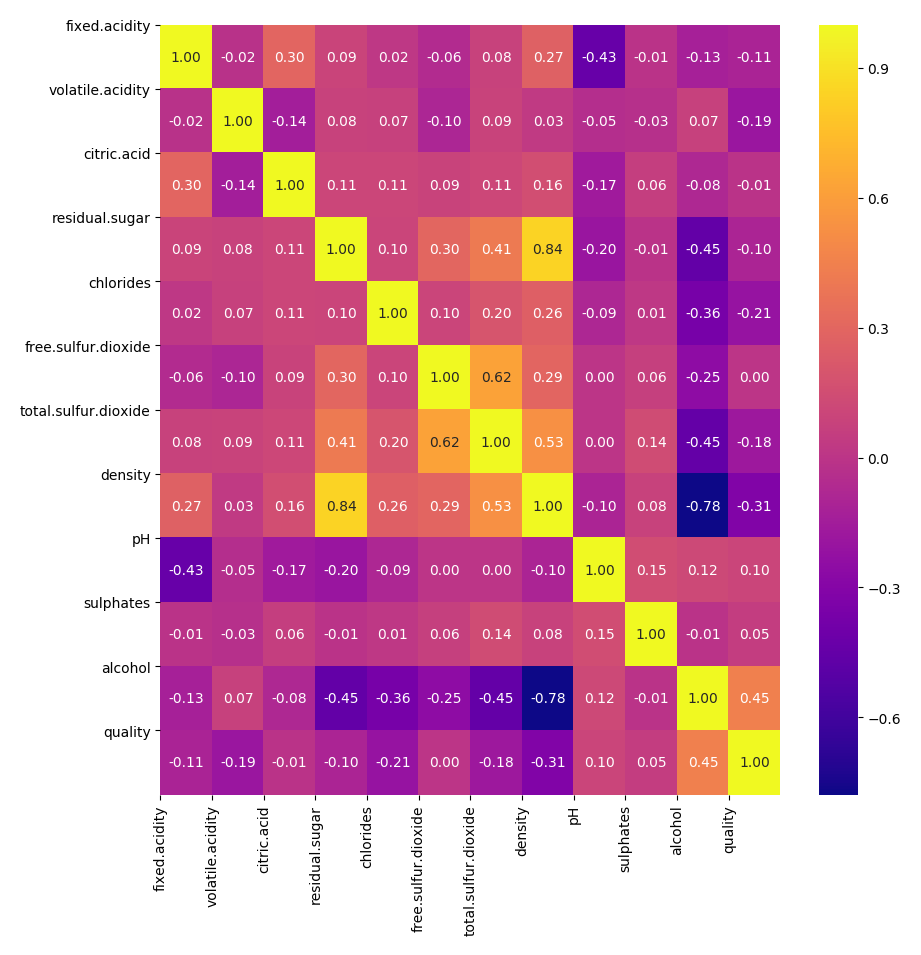 fixed.acidity
1.00 -0.02 0.30 0.09 0.02 -0.06 0.08 0.27 -0.43 -0.01 -0.13 -0.11
volatile.acidity
-0.02 1.00 -0.14 0.08 0.07 -0.10 0.09 0.03 -0.05 -0.03 0.07 -0.19
citric.acid
0.30 -0.14 1.00 0.11 0.11 0.09 0.11 0.16 -0.17 0.06 -0.08 -0.01
residual.sugar
0.09 0.08 0.11 1.00 0.10 0.30 0.41 0.84 -0.20 -0.01 -0.45 -0.10
chlorides
0.02 0.07 0.11 0.10 1.00 0.10 0.20 0.26 -0.09 0.01 -0.36 -0.21
free.sulfur.dioxide
-0.06 -0.10 0.09 0.30 0.10 1.00 0.62 0.29 0.00 0.06 -0.25 0.00
total.sulfur.dioxide
0.08 0.09 0.11 0.41 0.20 0.62 1.00 0.53 0.00 0.14 -0.45 -0.18
density
0.27 0.03 0.16 0.84 0.26 0.29 0.53 1.00 -0.10 0.08 -0.78 -0.31
pH
-0.43 -0.05 -0.17 -0.20 -0.09 0.00 0.00 -0.10 1.00 0.15 0.12 0.10
sulphates
-0.01 -0.03 0.06 -0.01 0.01 0.06 0.14 0.08 0.15 1.00 -0.01 0.05
alcohol
-0.13 0.07 -0.08 -0.45 -0.36 -0.25 -0.45 -0.78 0.12 -0.01 1.00 0.45
quality
-0.11 -0.19 -0.01 -0.10 -0.21 0.00 -0.18 -0.31 0.10 0.05 0.45 1.00
fixed.acidity
volatile.acidity
citric.acid
residual.sugar
chlorides
free.sulfur.dioxide
total.sulfur.dioxide
density
pH
sulphates
alcohol
quality
0.9
0.6
0.3
0.0
−0.3
−0.6